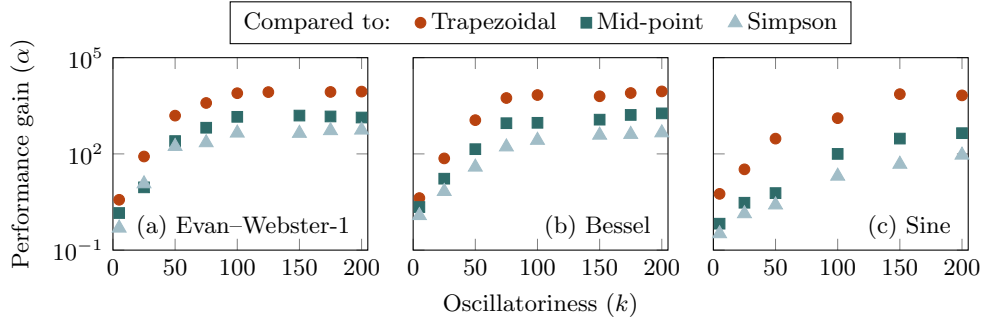 Compared to: Trapezoidal Mid-point Simpson
Performance gain (α)
10^5
10^2
10^−1
(a) Evan–Webster-1
(b) Bessel
(c) Sine
0 50 100 150 200
0 50 100 150 200
0 50 100 150 200
Oscillatoriness (k)